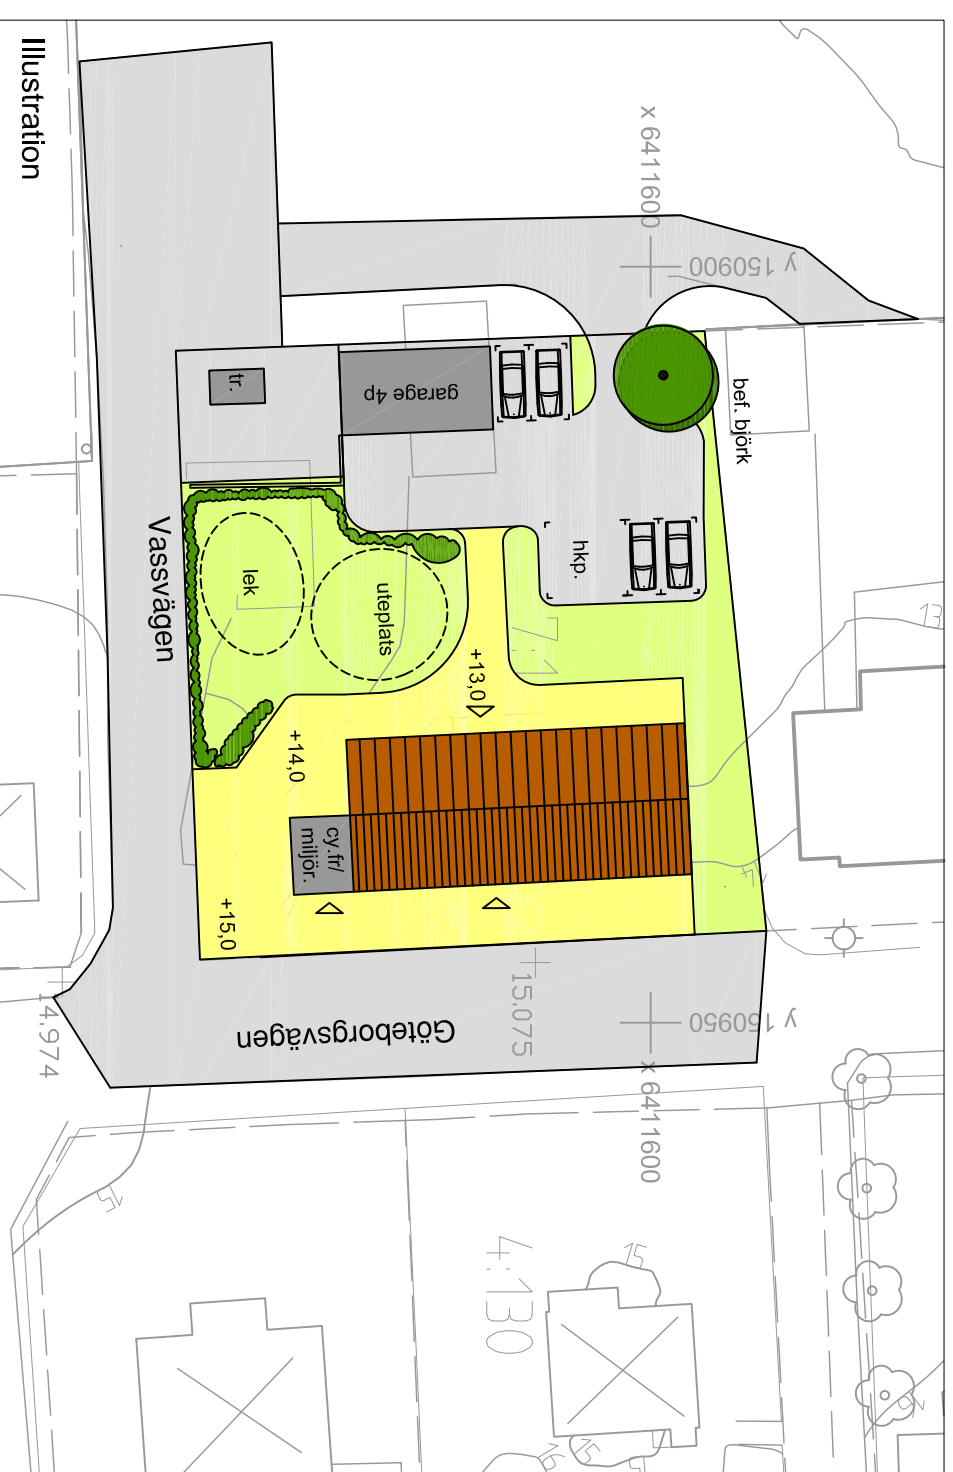 Illustration
x 6411600
y 150900
bef. björk
tr.
garage 4p
hkp.
Vassvägen
lek
uteplats
+13,0
+14,0
cy.fr/
miljör.
+15,0
Göteborgsvägen
15,075
14,974
y 150950
x 6411600
13
4:130
15
15